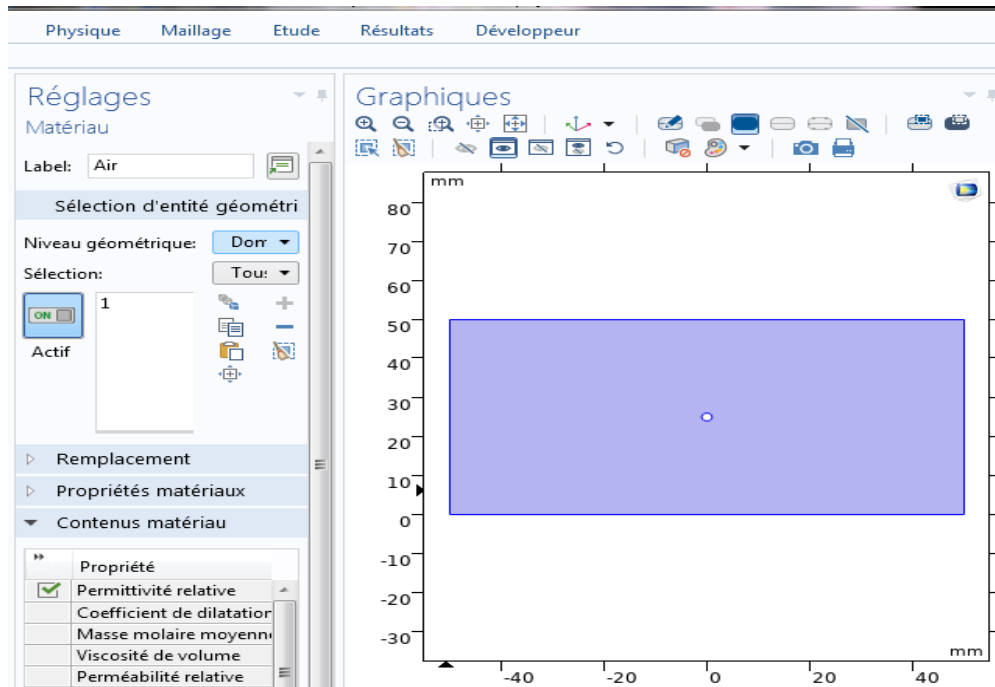 Physique Maillage Etude Résultats Développeur
Réglages
Matériau
Label: Air
Sélection d'entité géométri
Niveau géométrique: Dom
Sélection: Tous
ON
1
Actif
Remplacement
Propriétés matériaux
Contenus matériau
Propriété
Permittivité relative
Coefficient de dilatation
Masse molaire moyenne
Viscosité de volume
Perméabilité relative
Graphiques
mm
80
70
60
50
40
30
20
10
0
-10
-20
-30
mm
-40 -20 0 20 40